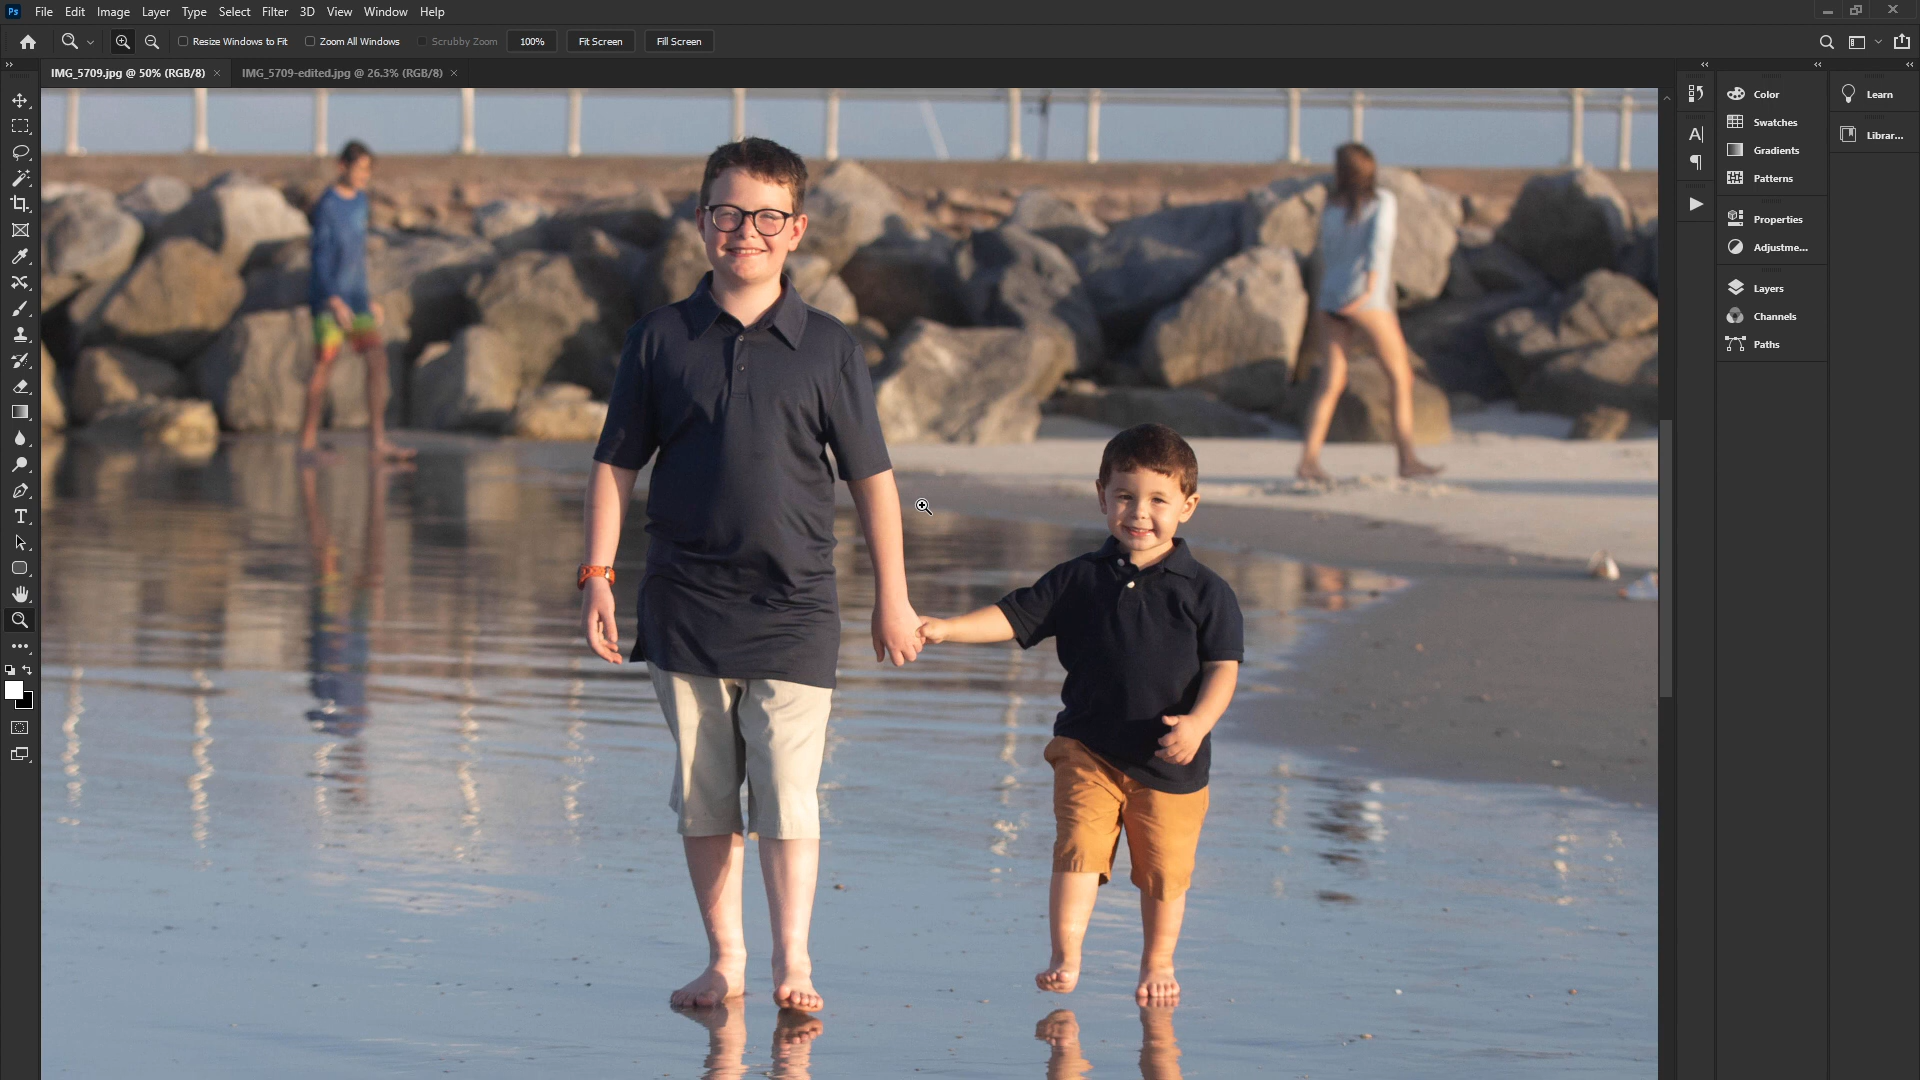 Ps File Edit Image Layer Type Select Filter 3D View Window Help
Resize Windows to Fit Zoom All Windows Scrubby Zoom 100% Fit Screen Fill Screen
IMG_5709.jpg @ 50% (RGB/8) × IMG_5709-edited.jpg @ 26.3% (RGB/8) ×
Color
Swatches
Gradients
Patterns
Properties
Adjustme...
Layers
Channels
Paths
Learn
Librar...